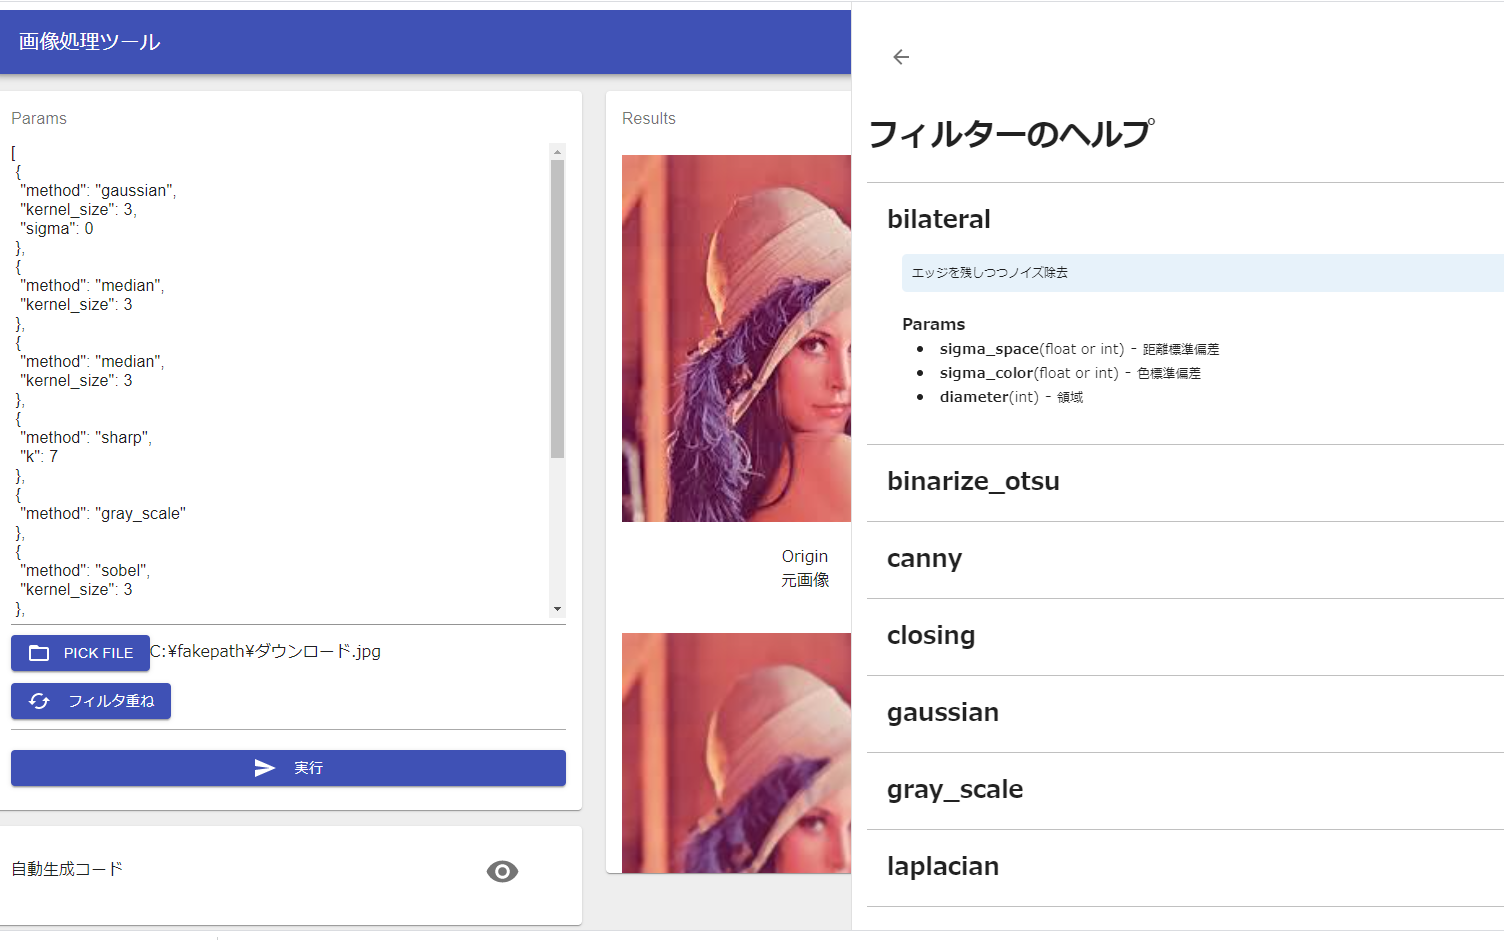 画像処理ツール
Params
[
{
"method": "gaussian",
"kernel_size": 3,
"sigma": 0
},
{
"method": "median",
"kernel_size": 3
},
{
"method": "median",
"kernel_size": 3
},
{
"method": "sharp",
"k": 7
},
{
"method": "gray_scale"
},
{
"method": "sobel",
"kernel_size": 3
},
PICK FILE
C:¥fakepath¥ダウンロード.jpg
フィルタ重ね
実行
自動生成コード
Results
Origin
元画像
フィルターのヘルプ
bilateral
エッジを残しつつノイズ除去
Params
sigma_space(float or int) - 距離標準偏差
sigma_color(float or int) - 色標準偏差
diameter(int) - 領域
binarize_otsu
canny
closing
gaussian
gray_scale
laplacian